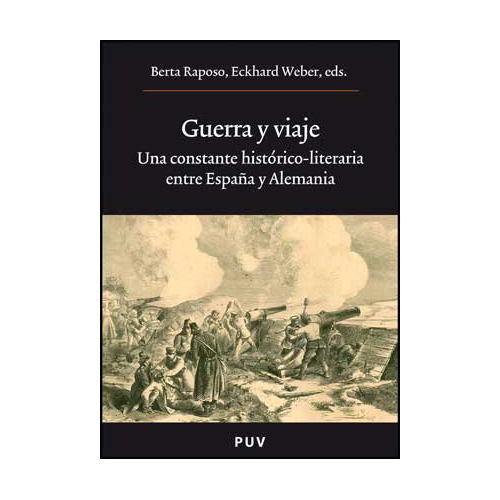 Berta Raposo, Eckhard Weber, eds.
Guerra y viaje
Una constante histórico-literaria
entre España y Alemania
PUV